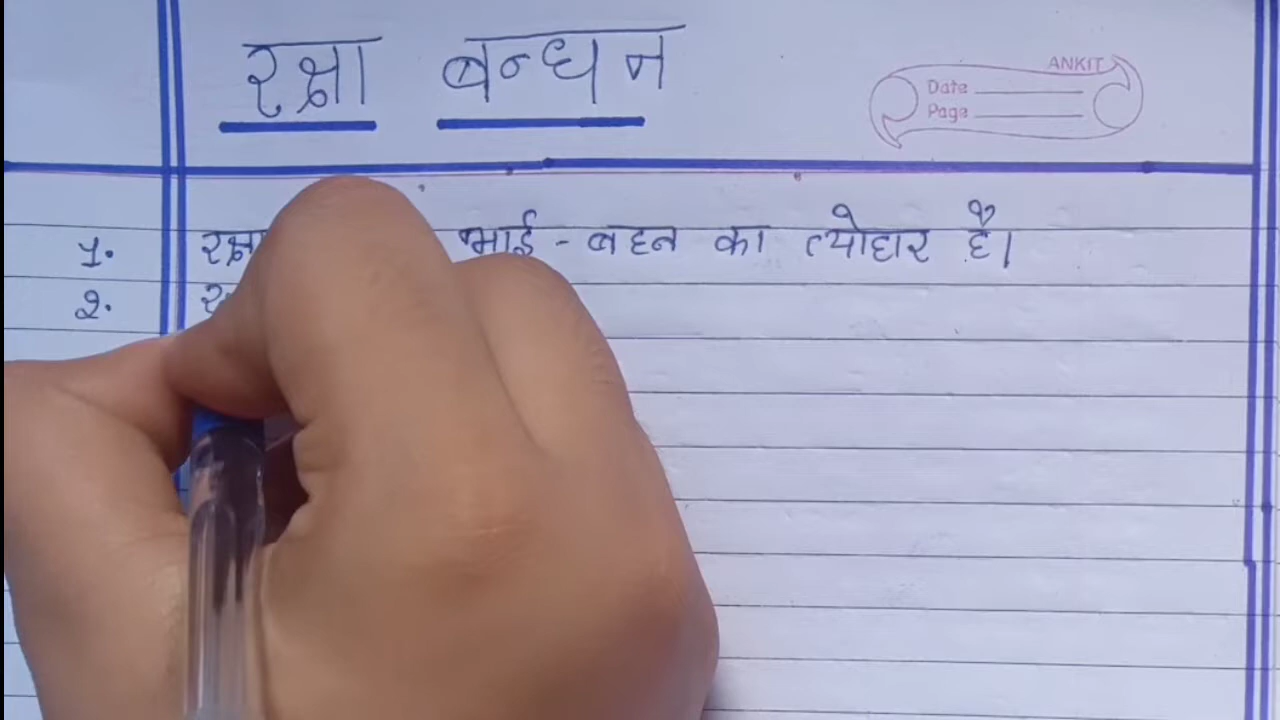 रक्षा बन्धन
ANKIT
Date
Page
1. भाई - बहन का त्योहार है।
2.